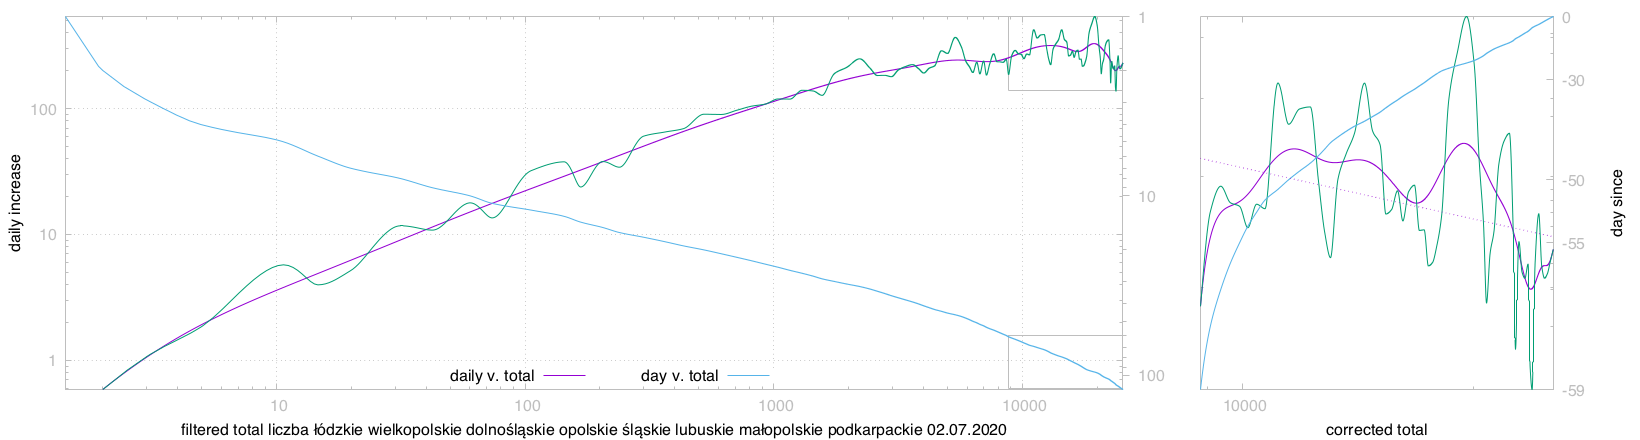 100
10
1
daily increase
1
10
100
daily v. total
day v. total
10
100
1000
10000
filtered total liczba łódzkie wielkopolskie dolnośląskie opolskie śląskie lubuskie małopolskie podkarpackie 02.07.2020
0
-30
-50
-55
-59
day since
10000
corrected total